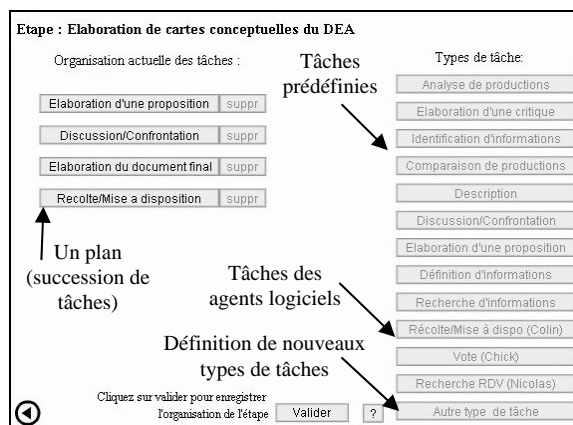 Etape : Elaboration de cartes conceptuelles du DEA
Organisation actuelle des tâches :
Elaboration d'une proposition suppr
Discussion/Confrontation suppr
Elaboration du document final suppr
Recolte/Mise a disposition suppr
Un plan
(succession de
tâches)
Tâches
prédéfinies
Tâches des
agents logiciels
Définition de nouveaux
types de tâches
Types de tâche:
Analyse de productions
Elaboration d'une critique
Identification d'informations
Comparaison de productions
Description
Discussion/Confrontation
Elaboration d'une proposition
Définition d'informations
Recherche d'informations
Récolte/Mise à dispo (Colin)
Vote (Chick)
Recherche RDV (Nicolas)
Autre type de tâche
Cliquez sur valider pour enregistrer
l'organisation de l'étape Valider ?